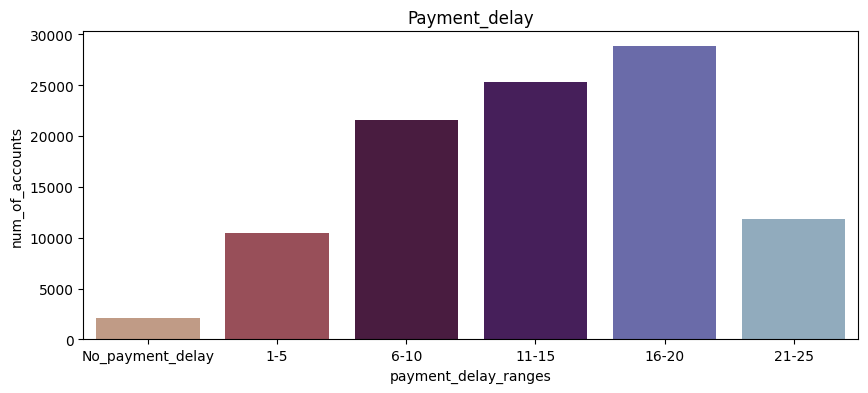 Payment_delay
30000
25000
20000
15000
10000
5000
0
num_of_accounts
No_payment_delay 1-5 6-10 11-15 16-20 21-25
payment_delay_ranges